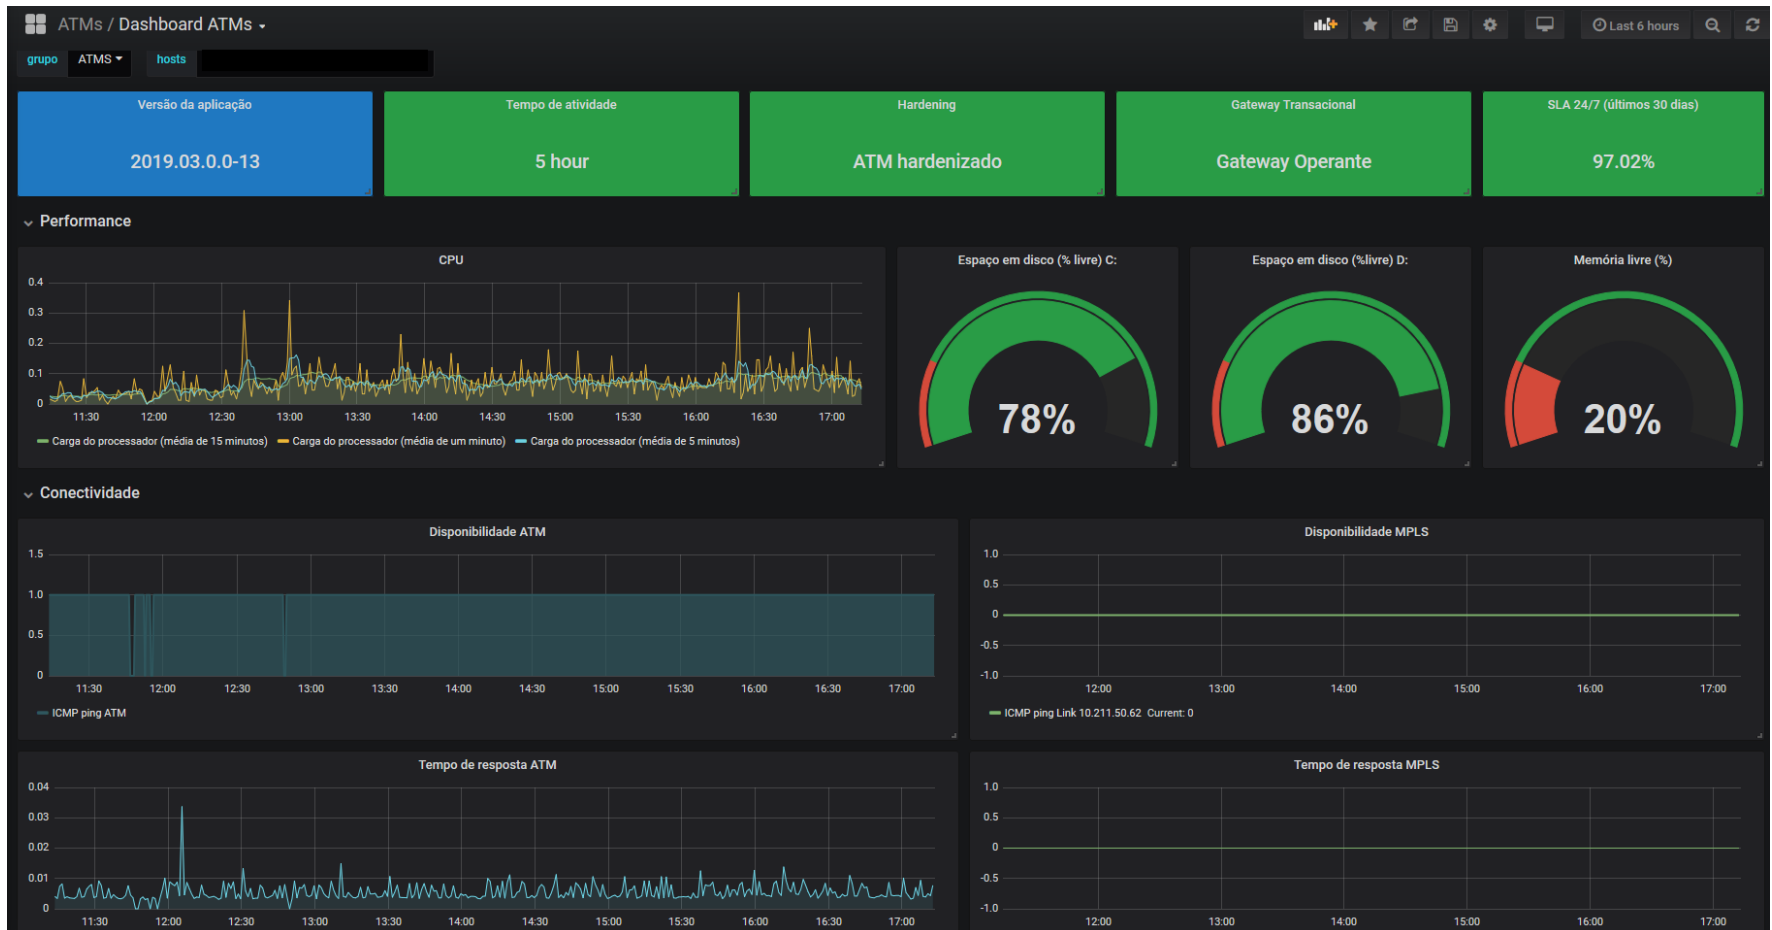 ATMs / Dashboard ATMs
Last 6 hours
grupo ATMS hosts
Versão da aplicação
2019.03.0.0-13
Tempo de atividade
5 hour
Hardening
ATM hardenizado
Gateway Transacional
Gateway Operante
SLA 24/7 (últimos 30 dias)
97.02%
Performance
CPU
0.4
0.3
0.2
0.1
0
11:30 12:00 12:30 13:00 13:30 14:00 14:30 15:00 15:30 16:00 16:30 17:00
Carga do processador (média de 15 minutos) Carga do processador (média de um minuto) Carga do processador (média de 5 minutos)
Espaço em disco (% livre) C:
78%
Espaço em disco (%livre) D:
86%
Memória livre (%)
20%
Conectividade
Disponibilidade ATM
1.5
1.0
0.5
0
11:30 12:00 12:30 13:00 13:30 14:00 14:30 15:00 15:30 16:00 16:30 17:00
ICMP ping ATM
Disponibilidade MPLS
1.0
0.5
0
-0.5
-1.0
12:00 13:00 14:00 15:00 16:00 17:00
ICMP ping Link 10.211.50.62 Current: 0
Tempo de resposta ATM
0.04
0.03
0.02
0.01
0
11:30 12:00 12:30 13:00 13:30 14:00 14:30 15:00 15:30 16:00 16:30 17:00
Tempo de resposta MPLS
1.0
0.5
0
-0.5
-1.0
12:00 13:00 14:00 15:00 16:00 17:00